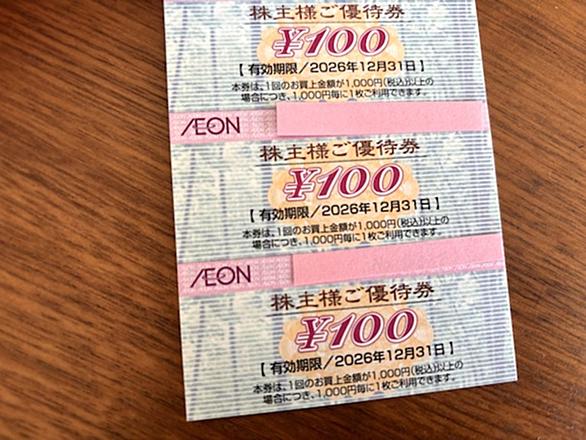 株主様ご優待券
¥100
【 有効期限／2026年12月31日 】
本券は、1回のお買上金額が1,000円(税込)以上の
場合につき、1,000円毎に1枚ご利用できます。
ÆON
株主様ご優待券
¥100
【 有効期限／2026年12月31日 】
本券は、1回のお買上金額が1,000円(税込)以上の
場合につき、1,000円毎に1枚ご利用できます。
ÆON
株主様ご優待券
¥100
【 有効期限／2026年12月31日 】
本券は、1回のお買上金額が1,000円(税込)以上の
場合につき、1,000円毎に1枚ご利用できます。